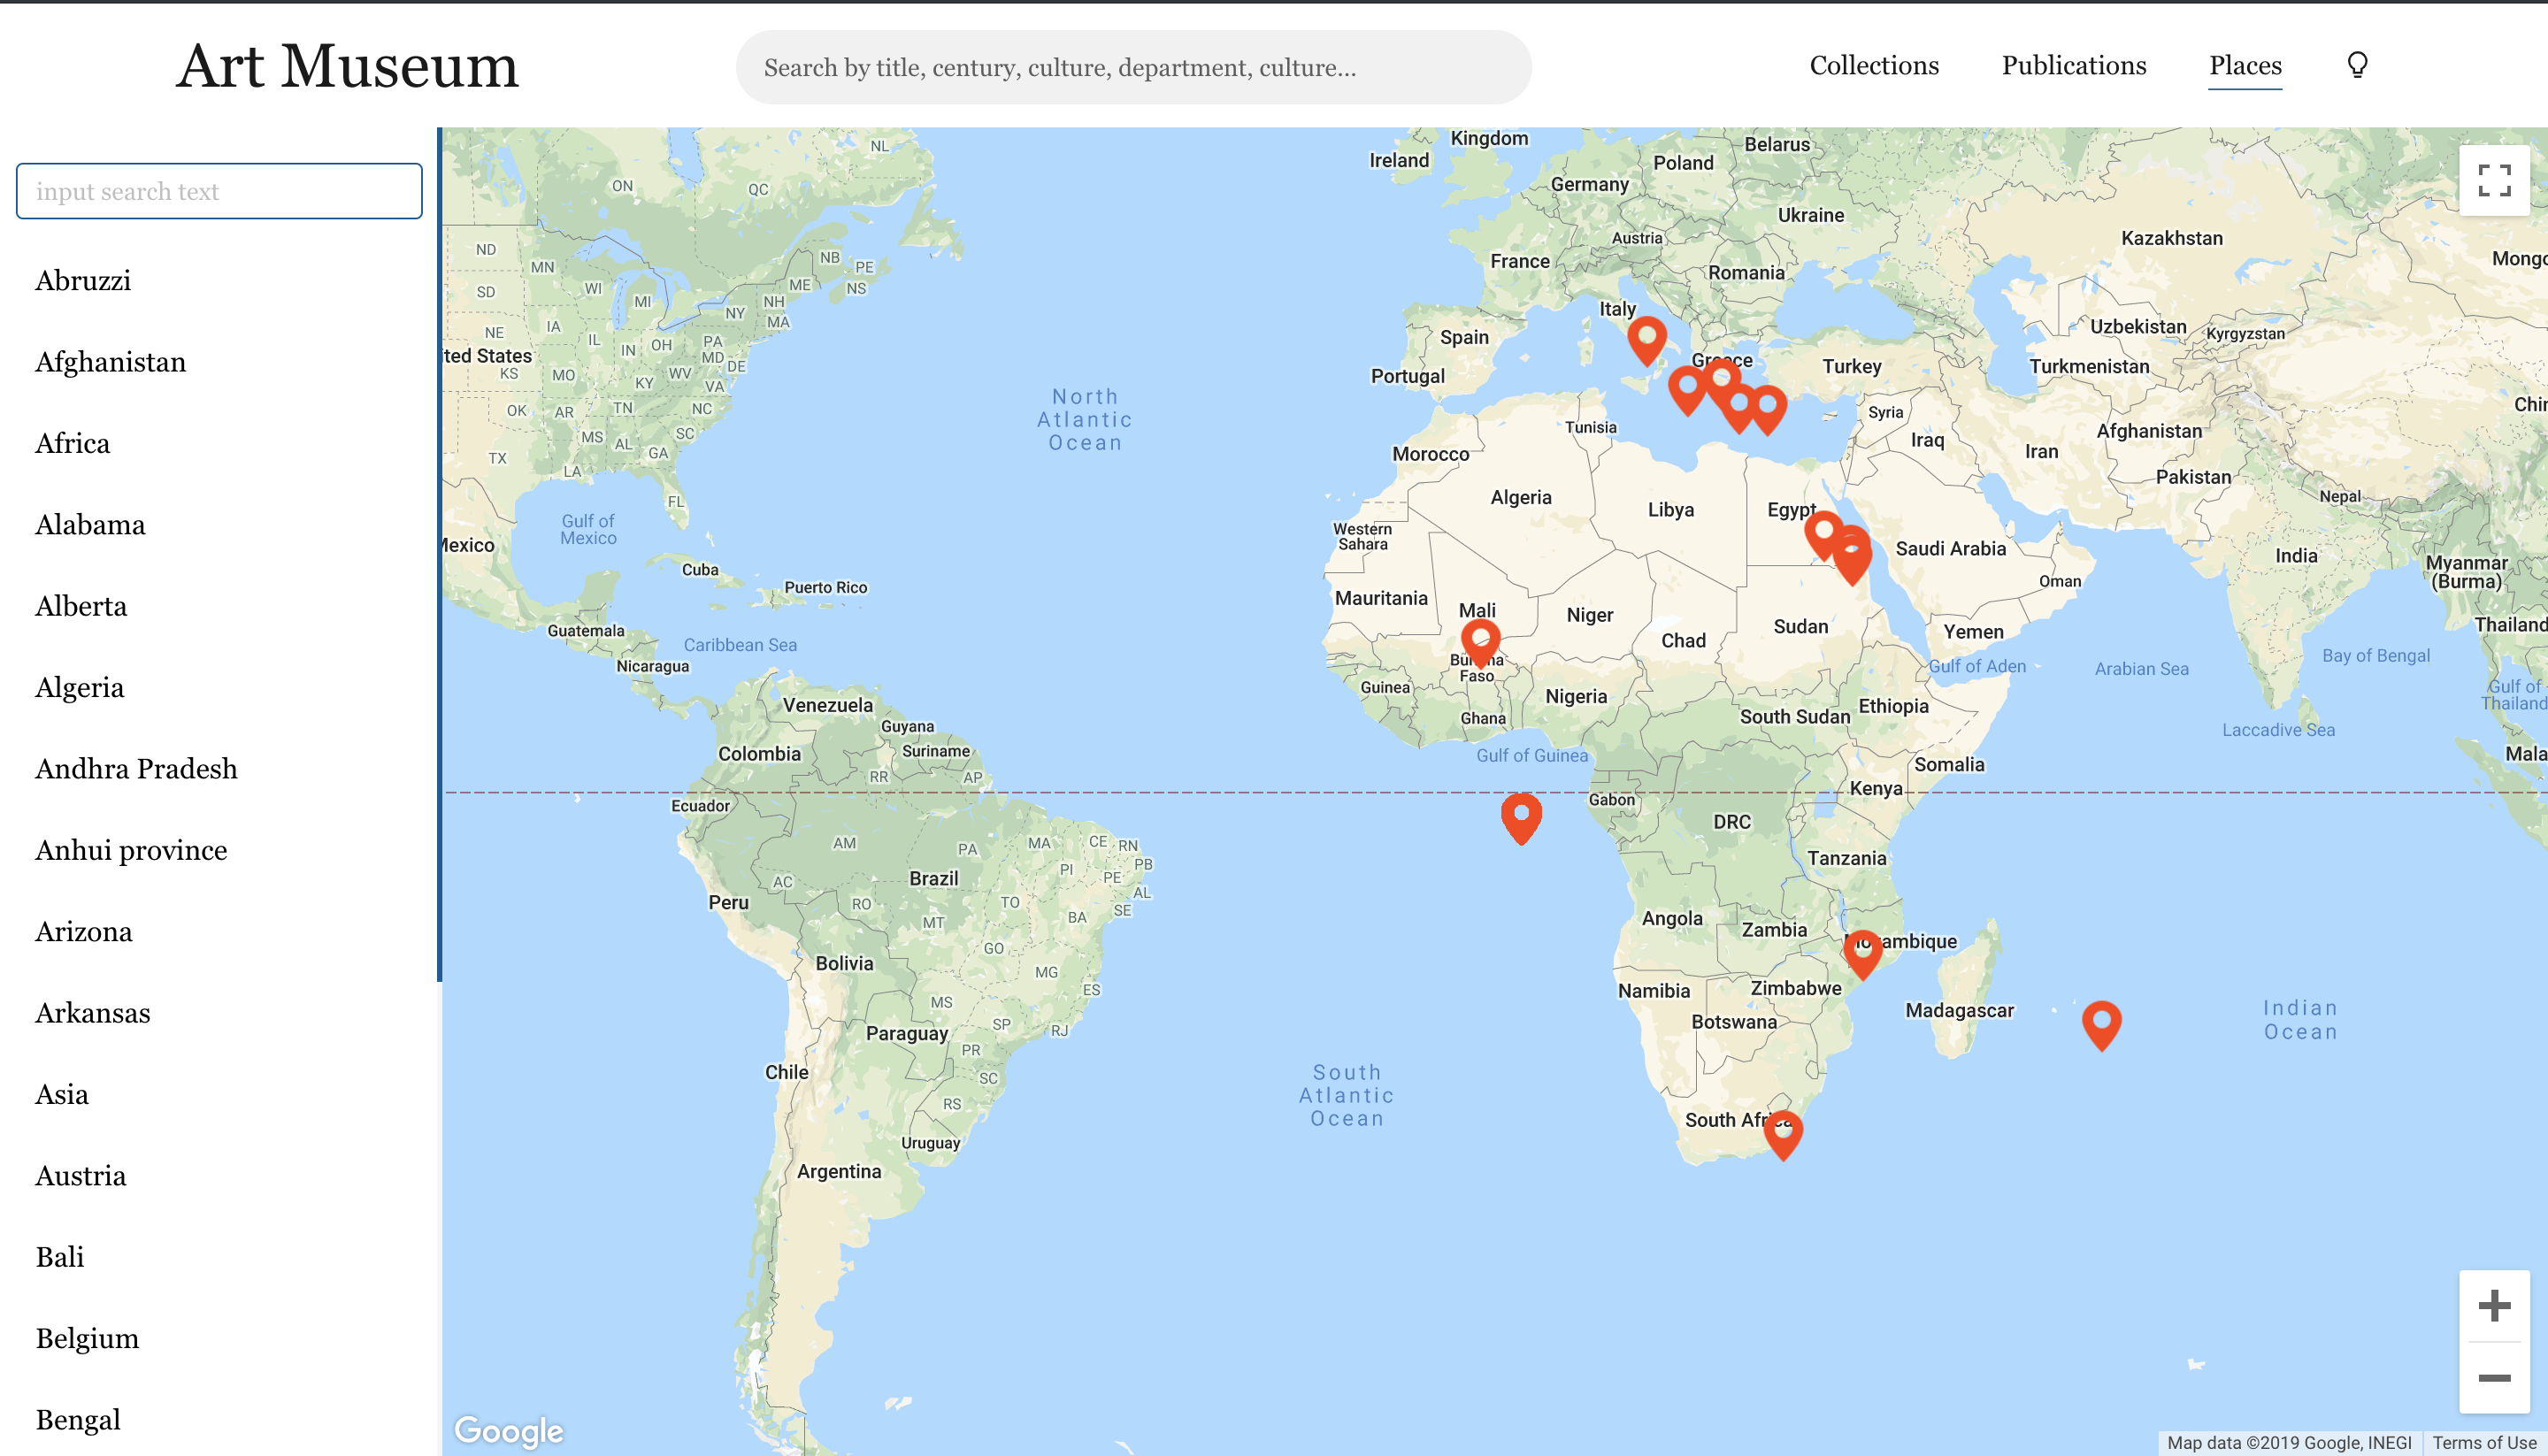 Art Museum
Search by title, century, culture, department, culture...
Collections
Publications
Places
input search text
Abruzzi
Afghanistan
Africa
Alabama
Alberta
Algeria
Andhra Pradesh
Anhui province
Arizona
Arkansas
Asia
Austria
Bali
Belgium
Bengal
NL
ON
QC
ND
MN
NB
PE
NS
ME
SD
WI
MI
NH
NY
MA
NE
IA
IL
IN
OH
PA
MD
DE
ted States
KS
MO
KY
WV
VA
OK
AR
TN
NC
MS
AL
SC
GA
TX
LA
FL
Gulf of
Mexico
Mexico
Cuba
Puerto Rico
Guatemala
Caribbean Sea
Nicaragua
North
Atlantic
Ocean
Venezuela
Guyana
Suriname
Colombia
RR
AP
Ecuador
AM
PA
MA
CE
RN
PB
PI
PE
AL
SE
AC
Brazil
TO
BA
Peru
RO
MT
GO
Bolivia
MG
ES
MS
SP
RJ
Paraguay
PR
SC
Chile
RS
Uruguay
Argentina
South
Atlantic
Ocean
Kingdom
Ireland
Belarus
Poland
Germany
Ukraine
Austria
France
Romania
Kazakhstan
Mongo
Italy
Spain
Portugal
Greece
Turkey
Uzbekistan
Kyrgyzstan
Turkmenistan
Syria
Iraq
Iran
Afghanistan
Pakistan
Chin
Nepal
Tunisia
Morocco
Algeria
Libya
Egypt
Western
Sahara
Saudi Arabia
Oman
India
Myanmar
(Burma)
Mauritania
Mali
Niger
Chad
Sudan
Yemen
Thailand
Burkina
Faso
Guinea
Nigeria
Ghana
Gulf of Aden
Arabian Sea
Bay of Bengal
Gulf of
Thailand
South Sudan
Ethiopia
Laccadive Sea
Gulf of Guinea
Somalia
Mala
Gabon
Kenya
DRC
Tanzania
Angola
Zambia
Mozambique
Namibia
Zimbabwe
Botswana
Madagascar
Indian
Ocean
South Africa
Google
Map data ©2019 Google, INEGI
Terms of Use